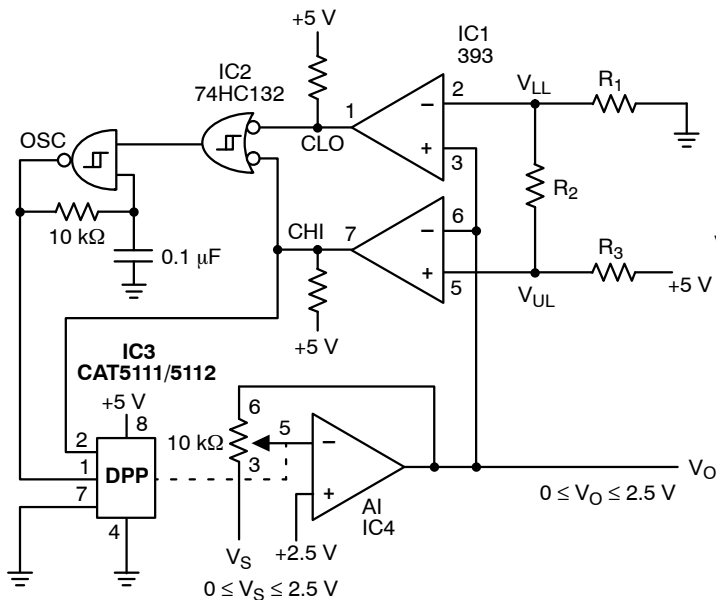 +5 V
IC1
393
IC2
74HC132
OSC
1
CLO
2
3
V_LL
R_1
R_2
10 kΩ
0.1 µF
CHI
7
6
5
V_UL
R_3
+5 V
+5 V
IC3
CAT5111/5112
+5 V
8
2
1
7
4
DPP
10 kΩ
6
5
3
V_S
+2.5 V
0 ≤ V_S ≤ 2.5 V
AI
IC4
V_O
0 ≤ V_O ≤ 2.5 V
−
+
−
+
−
+